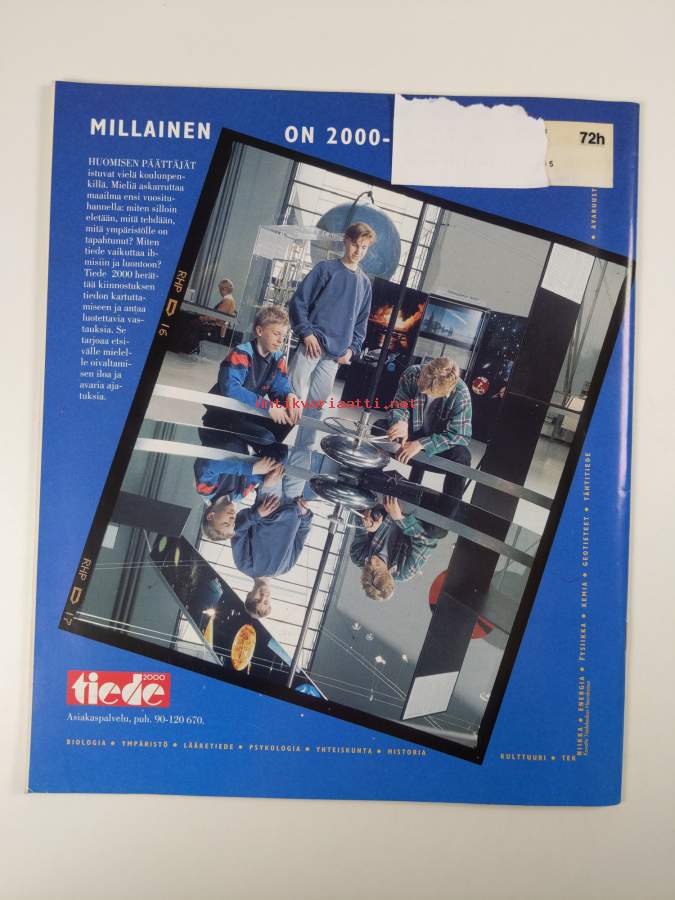 MILLAINEN ON 2000-
72h
HUOMISEN PÄÄTTÄJÄT
istuvat vielä koulunpen-
killä. Mieliä askarruttaa
maailma ensi vuositu-
hannella: miten silloin
eletään, mitä tehdään,
mitä ympäristölle on
tapahtunut? Miten
tiede vaikuttaa ih-
misiin ja luontoon?
Tiede 2000 herät-
tää kiinnostuksen
tiedon kartutta-
miseen ja antaa
luotettavia vas-
tauksia. Se
tarjoaa etsi-
välle mielel-
le oivaltami-
sen iloa ja
avaria aja-
tuksia.
RHP
16
antikvariaatti.net
RHP
17
tiede 2000
Asiakaspalvelu, puh. 90-120 670.
BIOLOGIA ● YMPÄRISTÖ ● LÄÄKETIEDE ● PSYKOLOGIA ● YHTEISKUNTA ● HISTORIA
KULTTUURI ● TEK
NIIKKA ● ENERGIA ● FYSIIKKA ● KEMIA ● GEOTIETEET ● TÄHTITIEDE
● AVARUUST